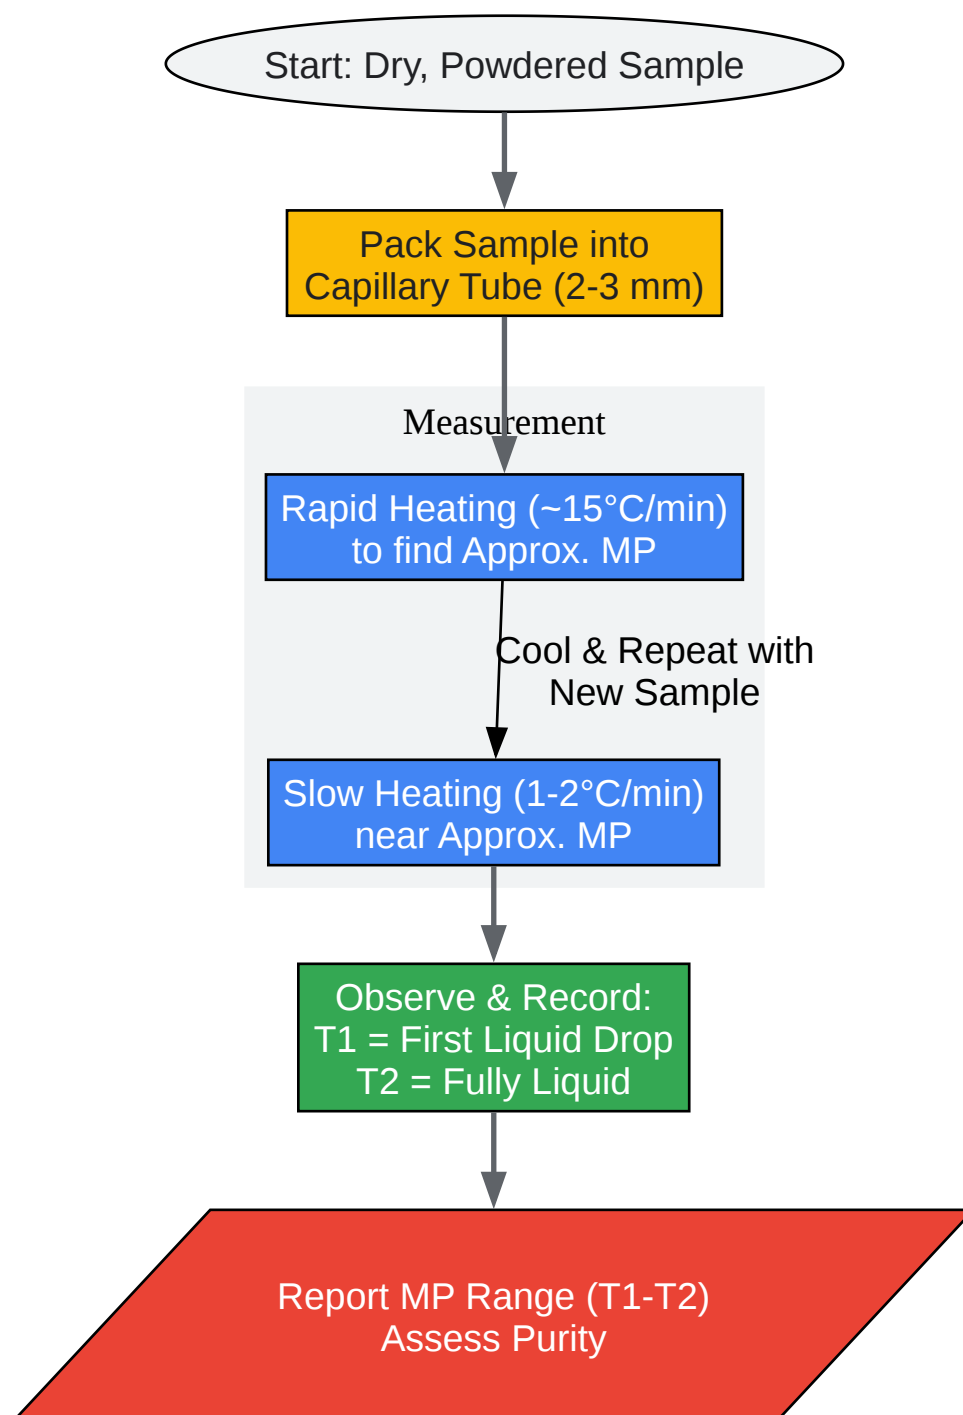 Start: Dry, Powdered Sample
Pack Sample into
Capillary Tube (2-3 mm)
Measurement
Rapid Heating (~15°C/min)
to find Approx. MP
Cool & Repeat with
New Sample
Slow Heating (1-2°C/min)
near Approx. MP
Observe & Record:
T1 = First Liquid Drop
T2 = Fully Liquid
Report MP Range (T1-T2)
Assess Purity